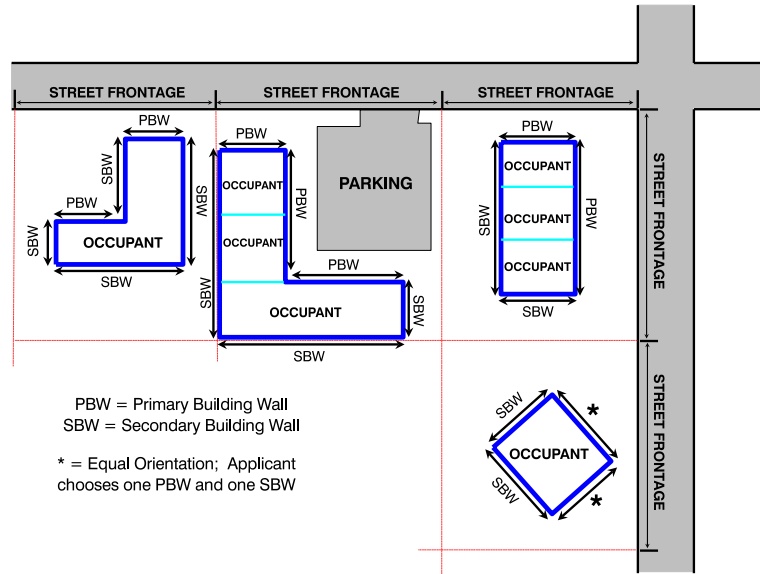 STREET FRONTAGE
STREET FRONTAGE
STREET FRONTAGE
PBW
SBW
SBW
PBW
SBW
OCCUPANT
SBW
PBW
OCCUPANT
PBW
OCCUPANT
SBW
PBW
OCCUPANT
SBW
SBW
PARKING
PBW
OCCUPANT
SBW
OCCUPANT
PBW
OCCUPANT
SBW
STREET FRONTAGE
STREET FRONTAGE
SBW
*
OCCUPANT
SBW
*
PBW = Primary Building Wall
SBW = Secondary Building Wall
* = Equal Orientation; Applicant
chooses one PBW and one SBW